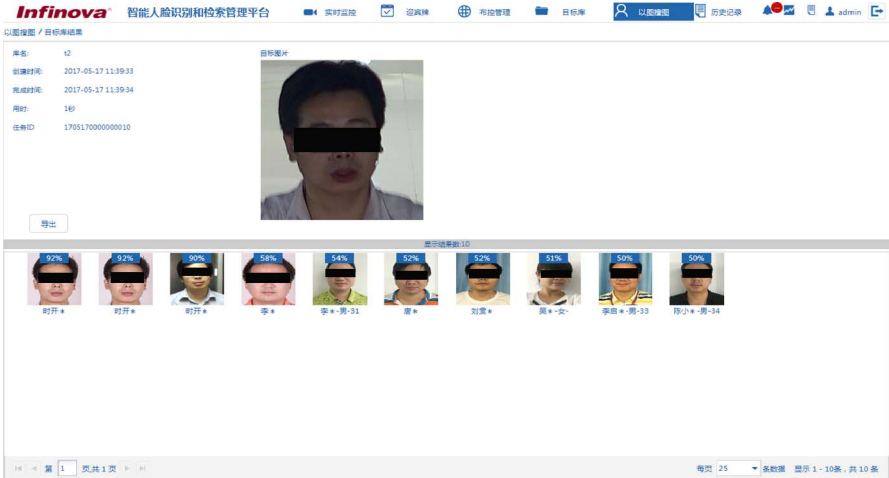 Infinova 智能人脸识别和检索管理平台 实时监控 迎宾牌 布控管理 目标库 以图搜图 历史记录 admin
以图搜图 / 目标库结果
库名: t2 目标图片
创建时间: 2017-05-17 11:39:33
完成时间: 2017-05-17 11:39:34
用时: 1秒
任务ID 1705170000000010
导出
显示结果数:10
92% 92% 90% 58% 54% 52% 52% 51% 50% 50%
时开* 时开* 时开* 李* 李*-男-31 唐* 刘雯* 吴*-女- 李启*-男-33 陈小*-男-34
第 1 页,共 1 页 每页 25 条数据 显示 1 - 10条，共 10 条